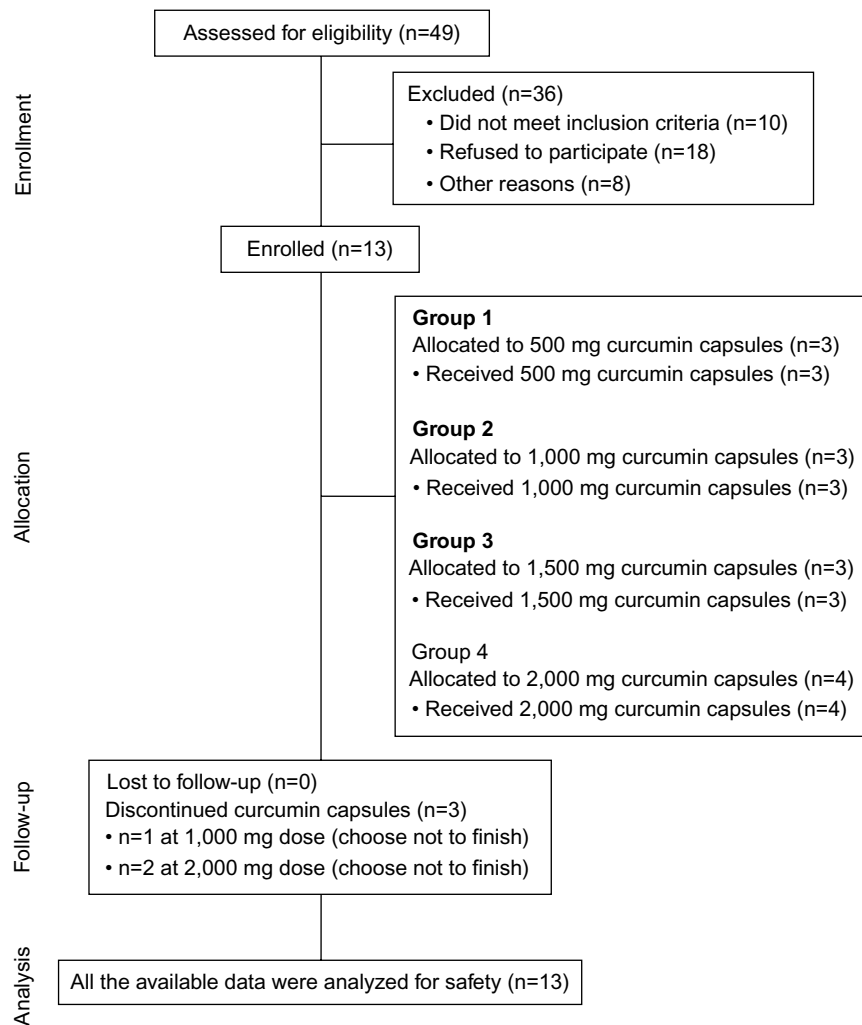 Assessed for eligibility (n=49)
Enrollment
Excluded (n=36)
• Did not meet inclusion criteria (n=10)
• Refused to participate (n=18)
• Other reasons (n=8)
Enrolled (n=13)
Allocation
Group 1
Allocated to 500 mg curcumin capsules (n=3)
• Received 500 mg curcumin capsules (n=3)
Group 2
Allocated to 1,000 mg curcumin capsules (n=3)
• Received 1,000 mg curcumin capsules (n=3)
Group 3
Allocated to 1,500 mg curcumin capsules (n=3)
• Received 1,500 mg curcumin capsules (n=3)
Group 4
Allocated to 2,000 mg curcumin capsules (n=4)
• Received 2,000 mg curcumin capsules (n=4)
Follow-up
Lost to follow-up (n=0)
Discontinued curcumin capsules (n=3)
• n=1 at 1,000 mg dose (choose not to finish)
• n=2 at 2,000 mg dose (choose not to finish)
Analysis
All the available data were analyzed for safety (n=13)